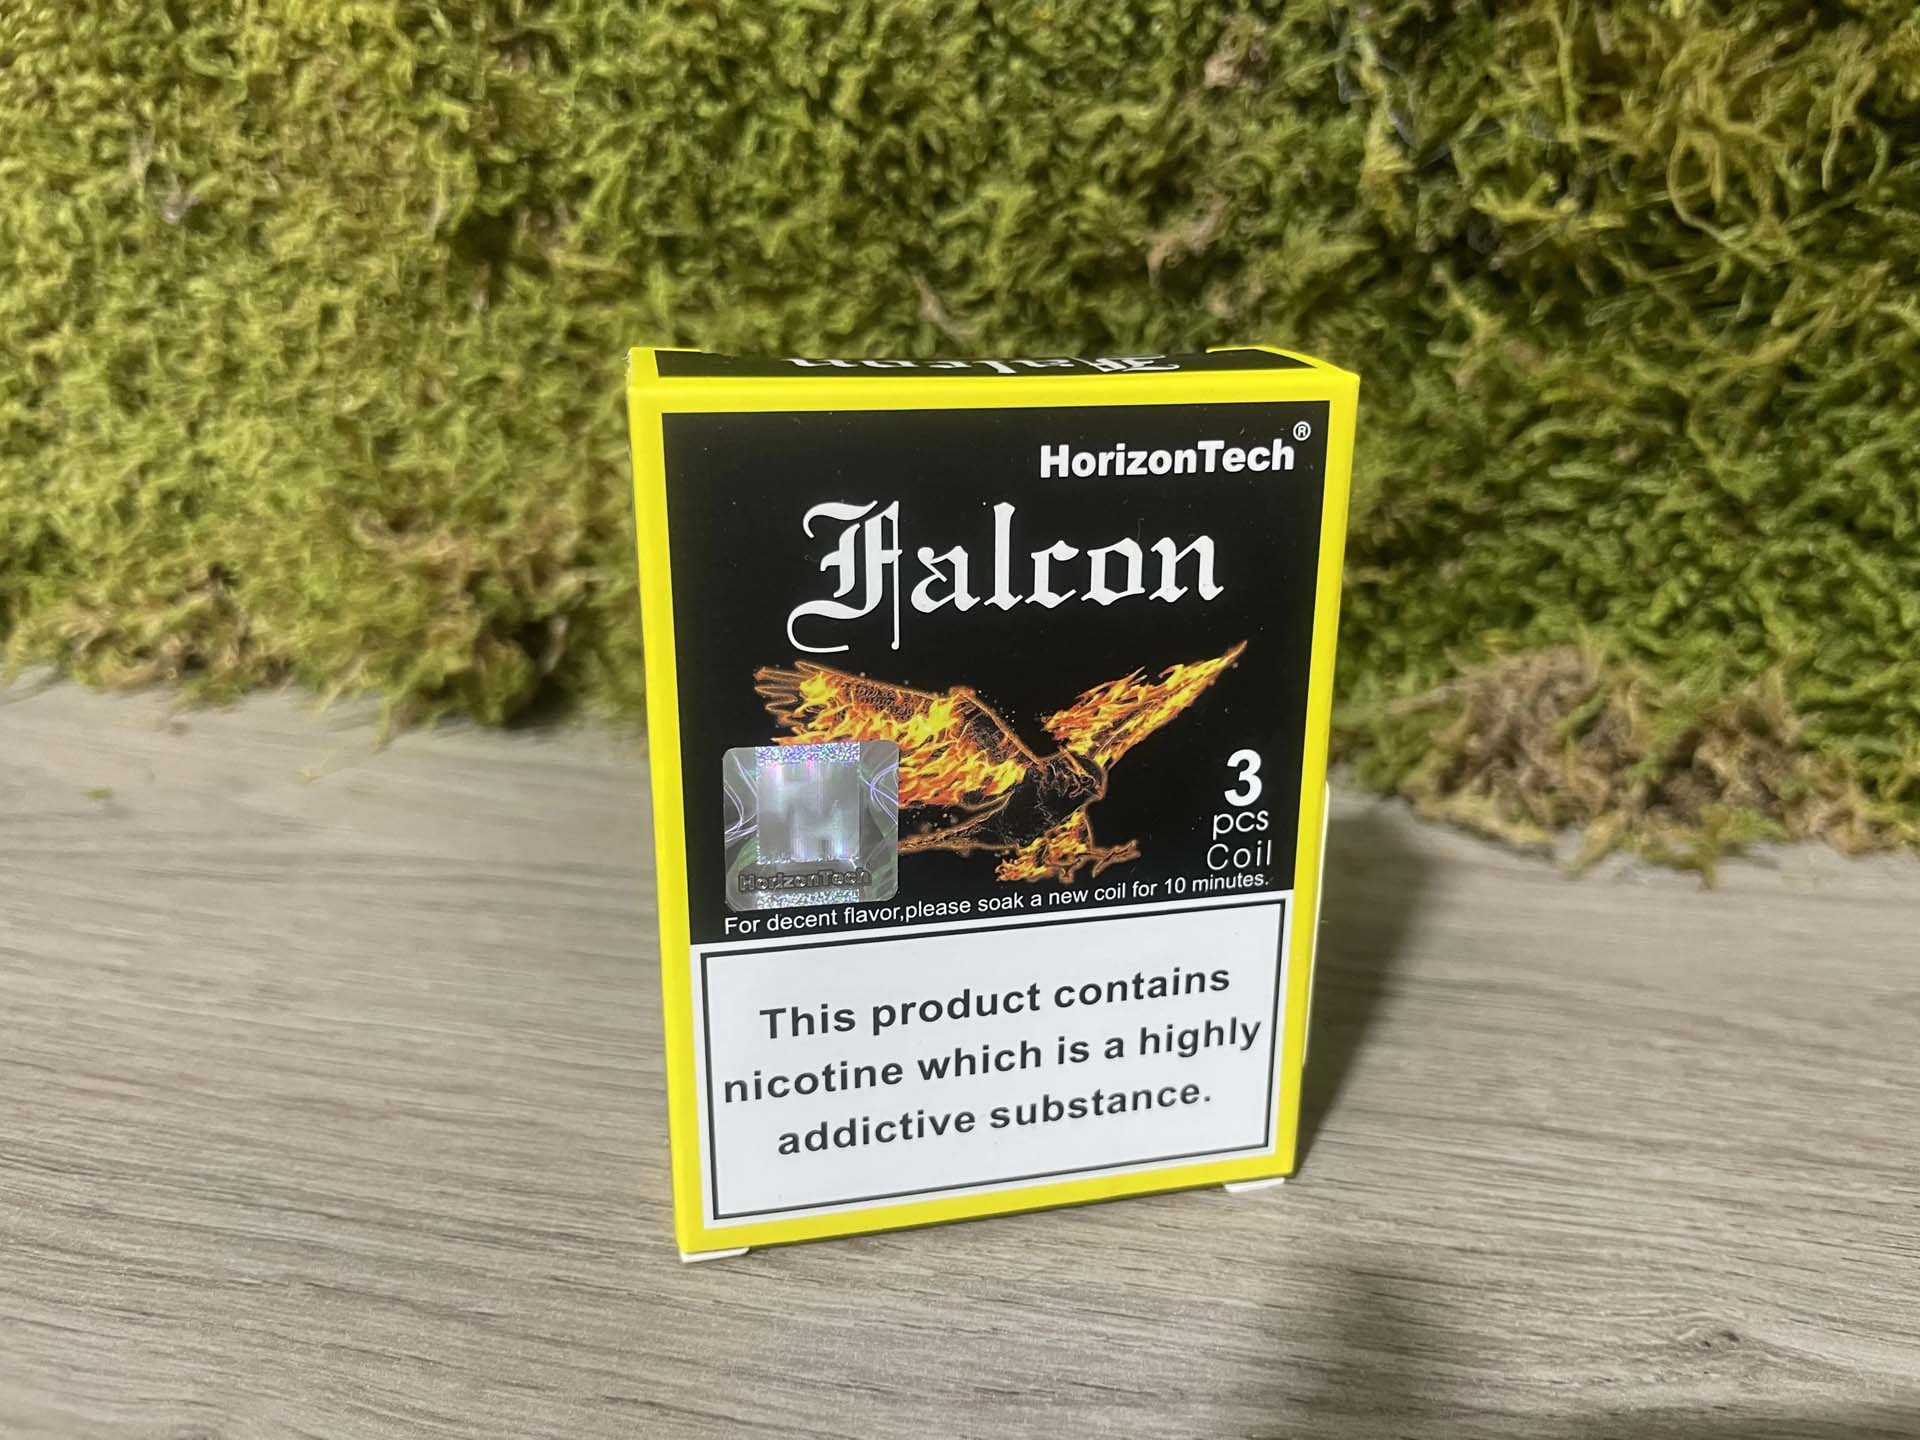 Falcon
HorizonTech®
Falcon
3
pcs
Coil
HorizonTech
For decent flavor,please soak a new coil for 10 minutes.
This product contains
nicotine which is a highly
addictive substance.